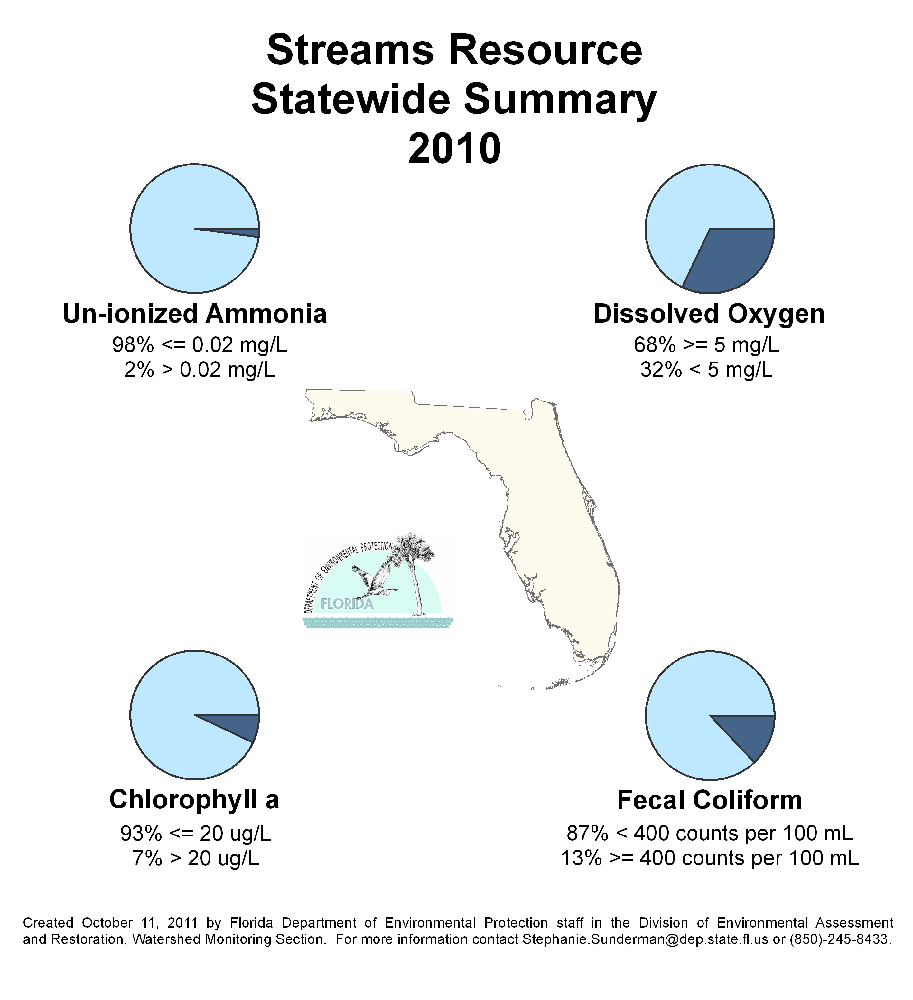 Streams Resource
Statewide Summary
2010
Un-ionized Ammonia
98% <= 0.02 mg/L
2% > 0.02 mg/L
Dissolved Oxygen
68% >= 5 mg/L
32% < 5 mg/L
DEPARTMENT OF ENVIRONMENTAL PROTECTION
FLORIDA
Chlorophyll a
93% <= 20 ug/L
7% > 20 ug/L
Fecal Coliform
87% < 400 counts per 100 mL
13% >= 400 counts per 100 mL
Created October 11, 2011 by Florida Department of Environmental Protection staff in the Division of Environmental Assessment
and Restoration, Watershed Monitoring Section. For more information contact Stephanie.Sunderman@dep.state.fl.us or (850)-245-8433.